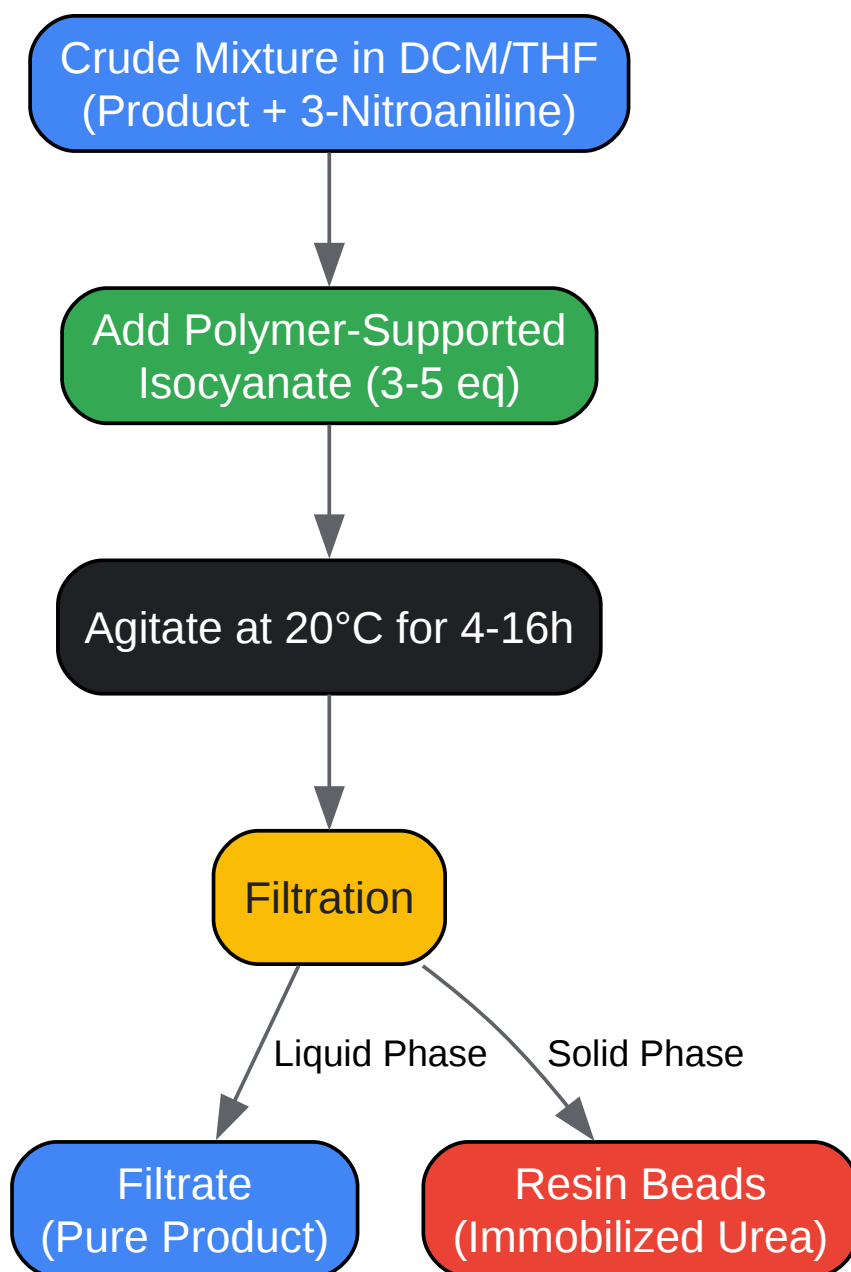 Crude Mixture in DCM/THF
(Product + 3-Nitroaniline)
Add Polymer-Supported
Isocyanate (3-5 eq)
Agitate at 20°C for 4-16h
Filtration
Liquid Phase
Solid Phase
Filtrate
(Pure Product)
Resin Beads
(Immobilized Urea)